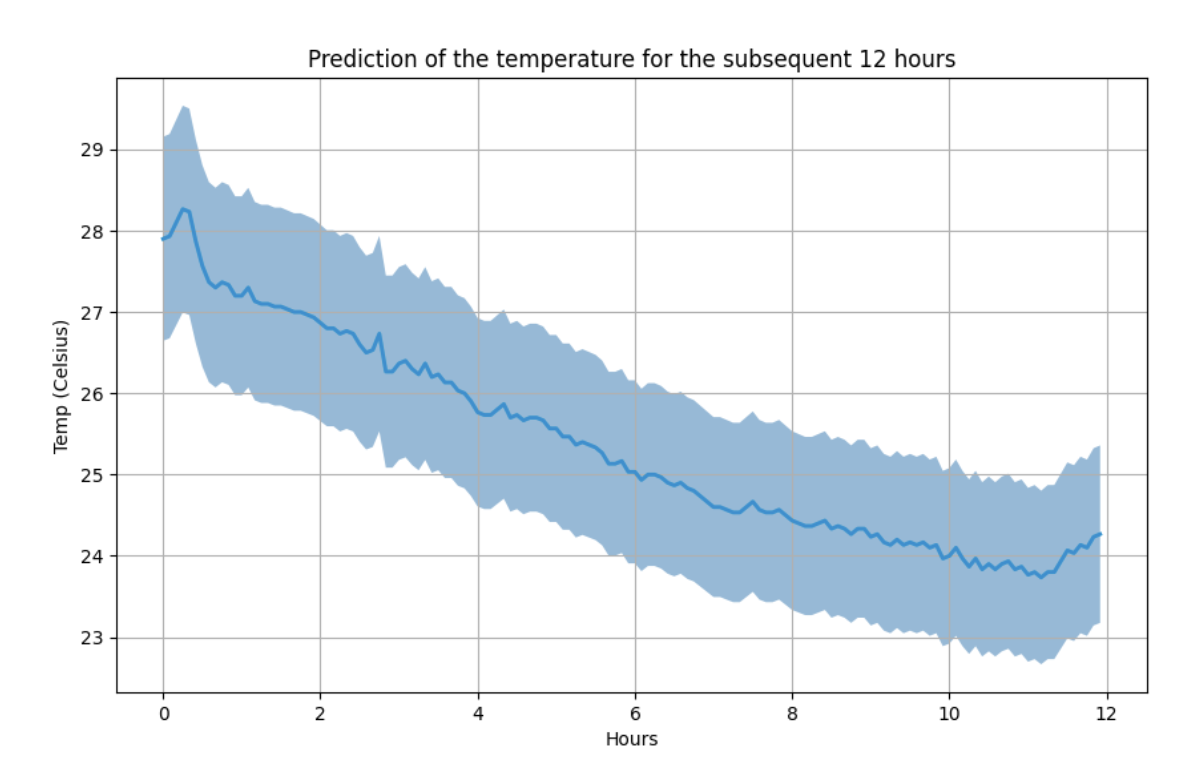 Prediction of the temperature for the subsequent 12 hours
29
28
27
26
25
24
23
Temp (Celsius)
0 2 4 6 8 10 12
Hours